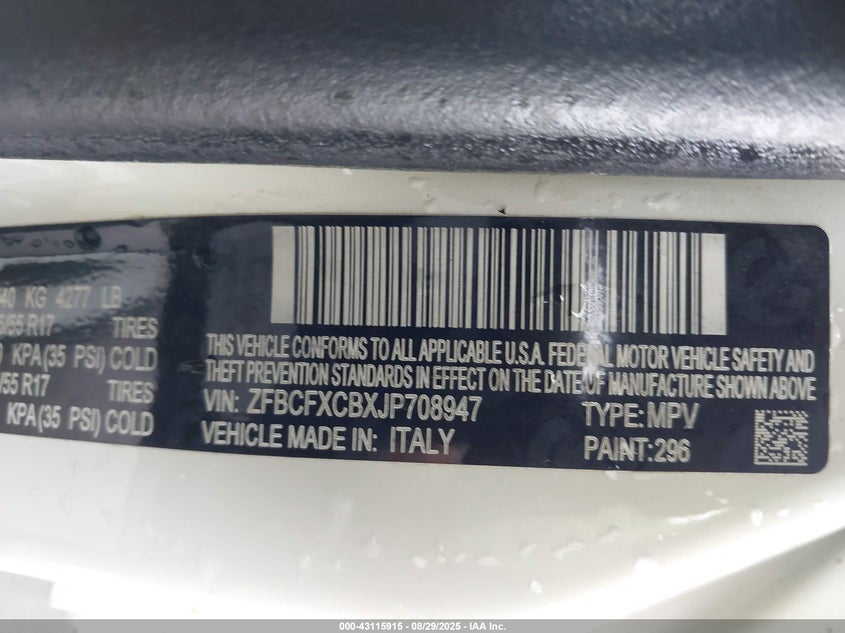 KG 4277 LB
R17 TIRES
KPA(35 PSI) COLD
55 R17 TIRES
KPA(35 PSI) COLD
THIS VEHICLE CONFORMS TO ALL APPLICABLE U.S.A. FEDERAL MOTOR VEHICLE SAFETY AND
THEFT PREVENTION STANDARDS IN EFFECT ON THE DATE OF MANUFACTURE SHOWN ABOVE
VIN: ZFBCFXCBXJP708947 TYPE: MPV
VEHICLE MADE IN: ITALY PAINT: 296
000-43115915 - 08/29/2025 - IAA Inc.